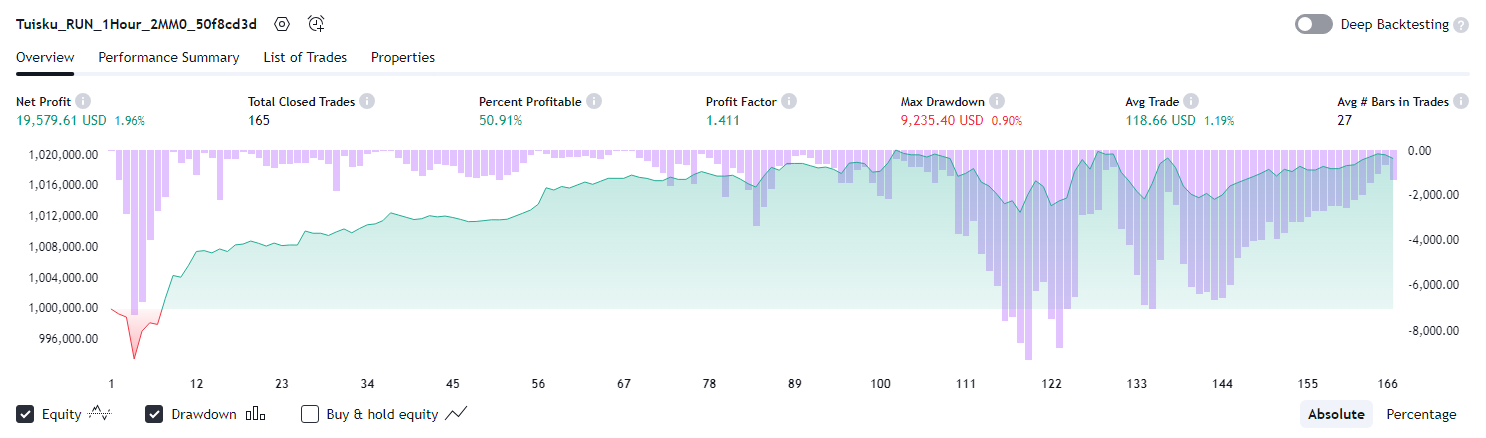 Tuisku_RUN_1Hour_2MM0_50f8cd3d Deep Backtesting ?
Overview Performance Summary List of Trades Properties
Net Profit Total Closed Trades Percent Profitable Profit Factor Max Drawdown Avg Trade Avg # Bars in Trades
19,579.61 USD 1.96% 165 50.91% 1.411 9,235.40 USD 0.90% 118.66 USD 1.19% 27
1,020,000.00 0.00
1,016,000.00 -2,000.00
1,012,000.00 -4,000.00
1,008,000.00
1,004,000.00 -6,000.00
1,000,000.00 -8,000.00
996,000.00
1 12 23 34 45 56 67 78 89 100 111 122 133 144 155 166
Equity Drawdown Buy & hold equity Absolute Percentage